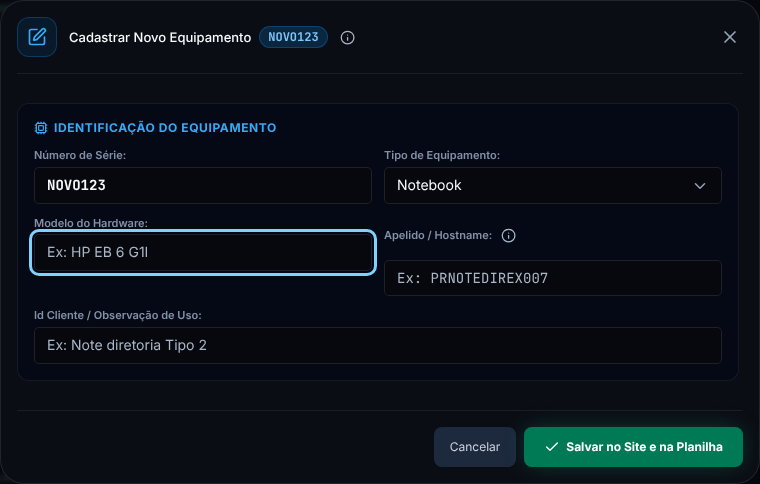 Cadastrar Novo Equipamento NOVO123
IDENTIFICAÇÃO DO EQUIPAMENTO
Número de Série:
NOVO123
Tipo de Equipamento:
Notebook
Modelo do Hardware:
Ex: HP EB 6 G1I
Apelido / Hostname:
Ex: PRNOTEDIREX007
Id Cliente / Observação de Uso:
Ex: Note diretoria Tipo 2
Cancelar
Salvar no Site e na Planilha